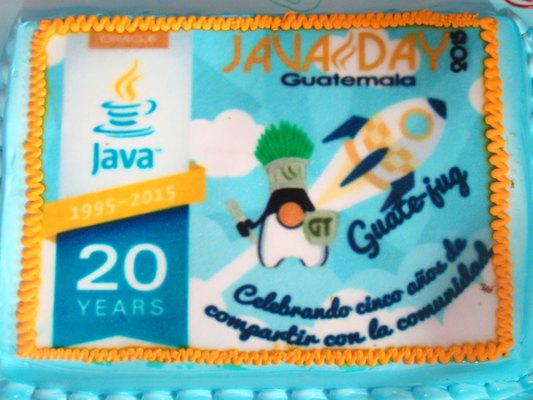 ORACLE
JAVA DAY
2015
Guatemala
Java™
1995-2015
20
YEARS
GT
Guate-jug
Celebrando cinco años de
compartir con la comunidad